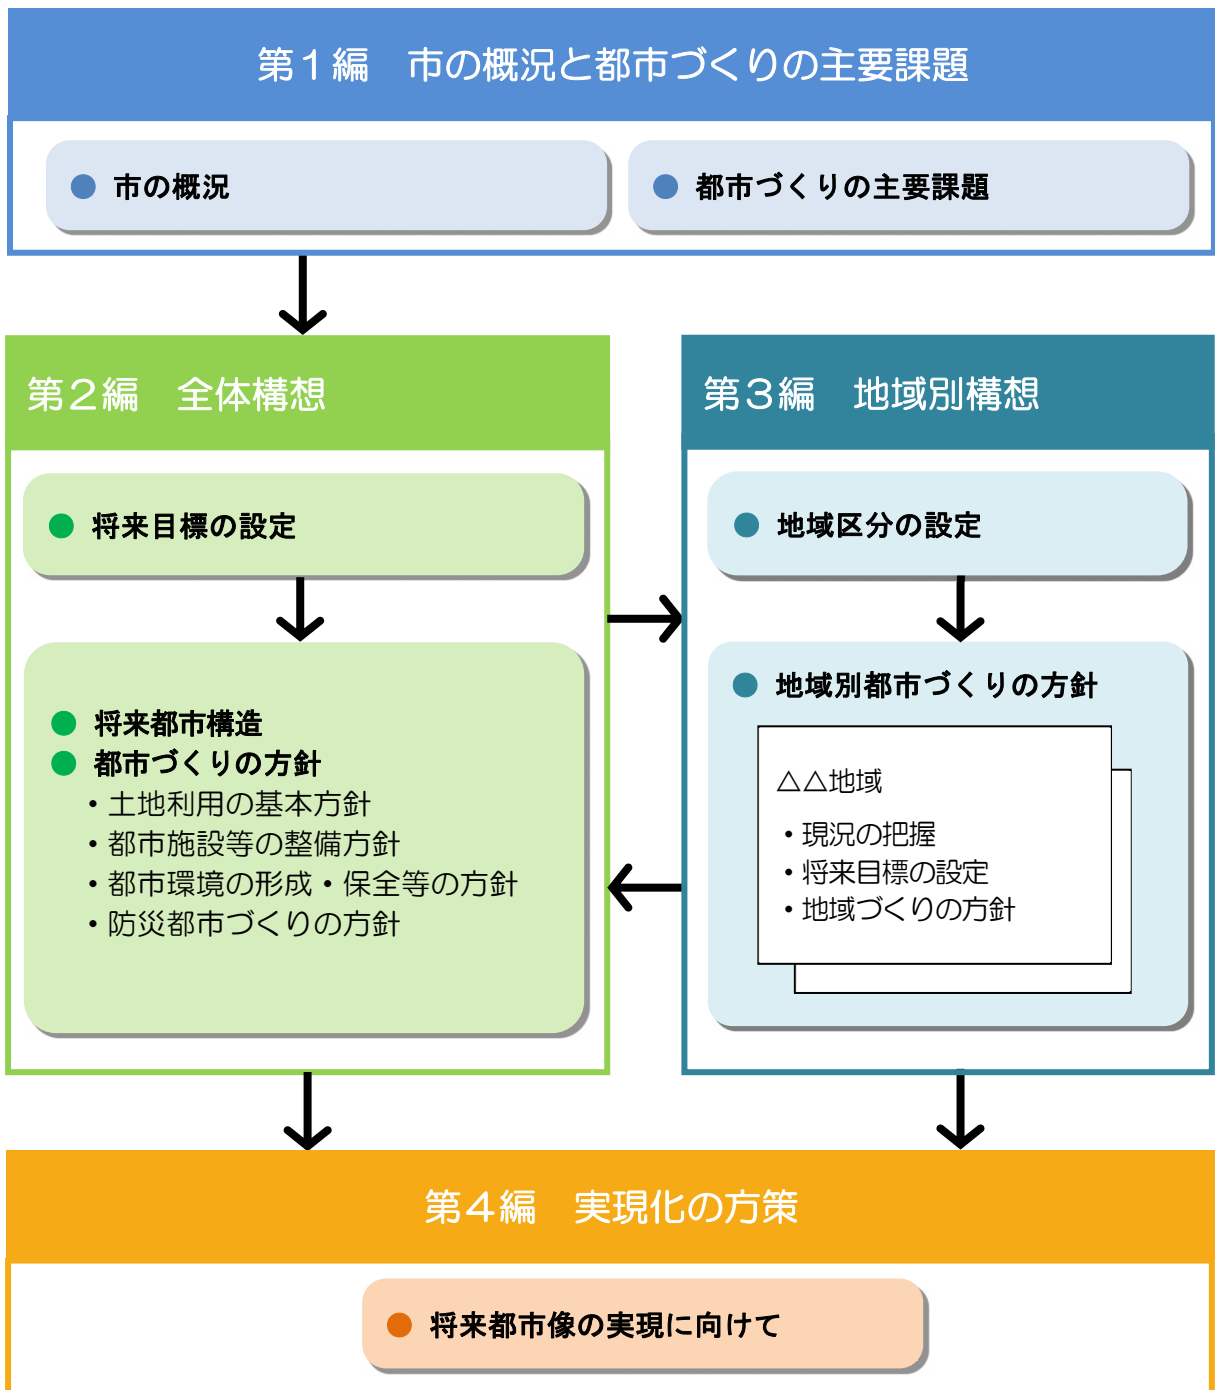 第１編　市の概況と都市づくりの主要課題
● 市の概況
● 都市づくりの主要課題
第２編　全体構想
● 将来目標の設定
● 将来都市構造
● 都市づくりの方針
・土地利用の基本方針
・都市施設等の整備方針
・都市環境の形成・保全等の方針
・防災都市づくりの方針
第３編　地域別構想
● 地域区分の設定
● 地域別都市づくりの方針
△△地域
・現況の把握
・将来目標の設定
・地域づくりの方針
第４編　実現化の方策
● 将来都市像の実現に向けて